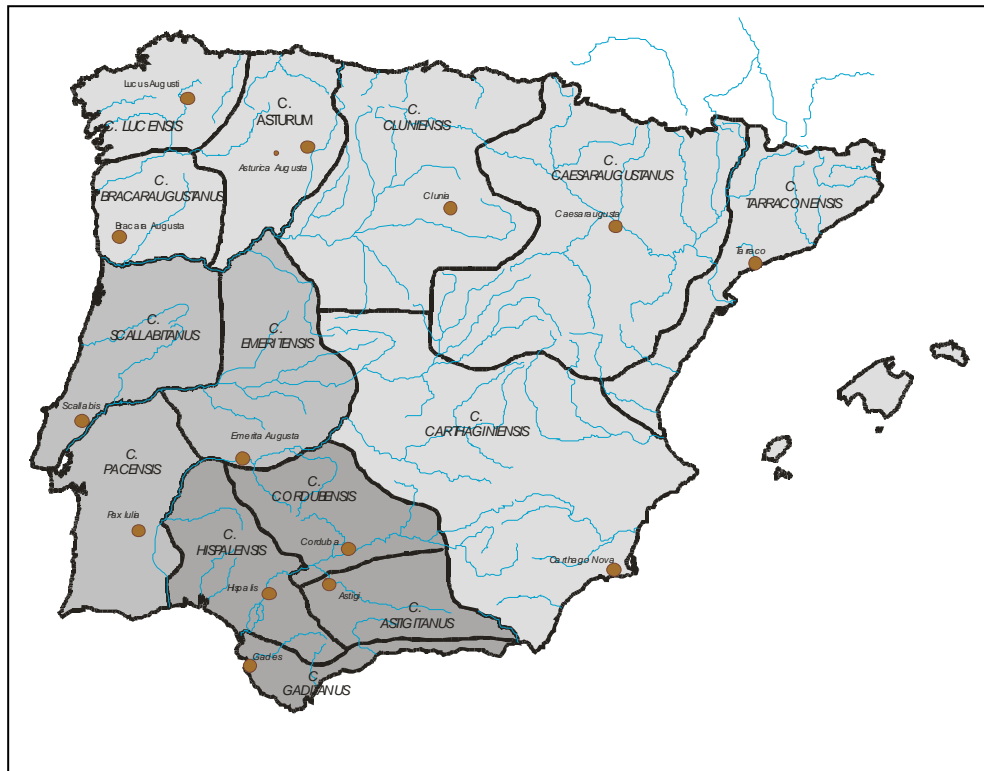 Lucus Augusti
C. LUCENSIS
C.
ASTURUM
Asturica Augusta
C.
CLUNIENSIS
Clunia
C.
CAESARAUGUSTANUS
Caesaraugusta
C.
TARRACONENSIS
Tarraco
C.
BRACARAUGUSTANUS
Bracara Augusta
C.
SCALLABITANUS
Scallabis
C.
EMERITENSIS
Emerita Augusta
C.
CARTHAGINIENSIS
Carthago Nova
C.
PACENSIS
Pax Iulia
C.
CORDUBENSIS
Corduba
C.
HISPALENSIS
Hispalis
Astigi
C.
ASTIGITANUS
Gades
C.
GADITANUS